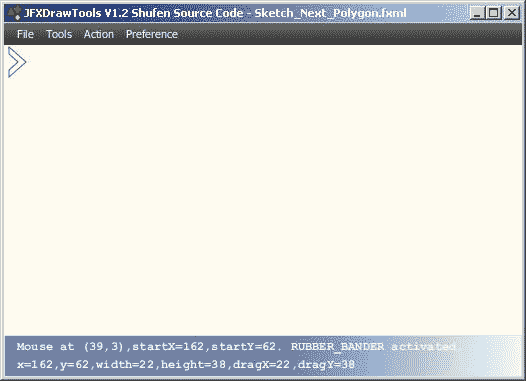 JFXDrawTools V1.2 Shufen Source Code - Sketch_Next_Polygon.fxml
File Tools Action Preference
Mouse at (39,3),startX=162,startY=62. RUBBER_BANDER activated
x=162,y=62,width=22,height=38,dragX=22,dragY=38